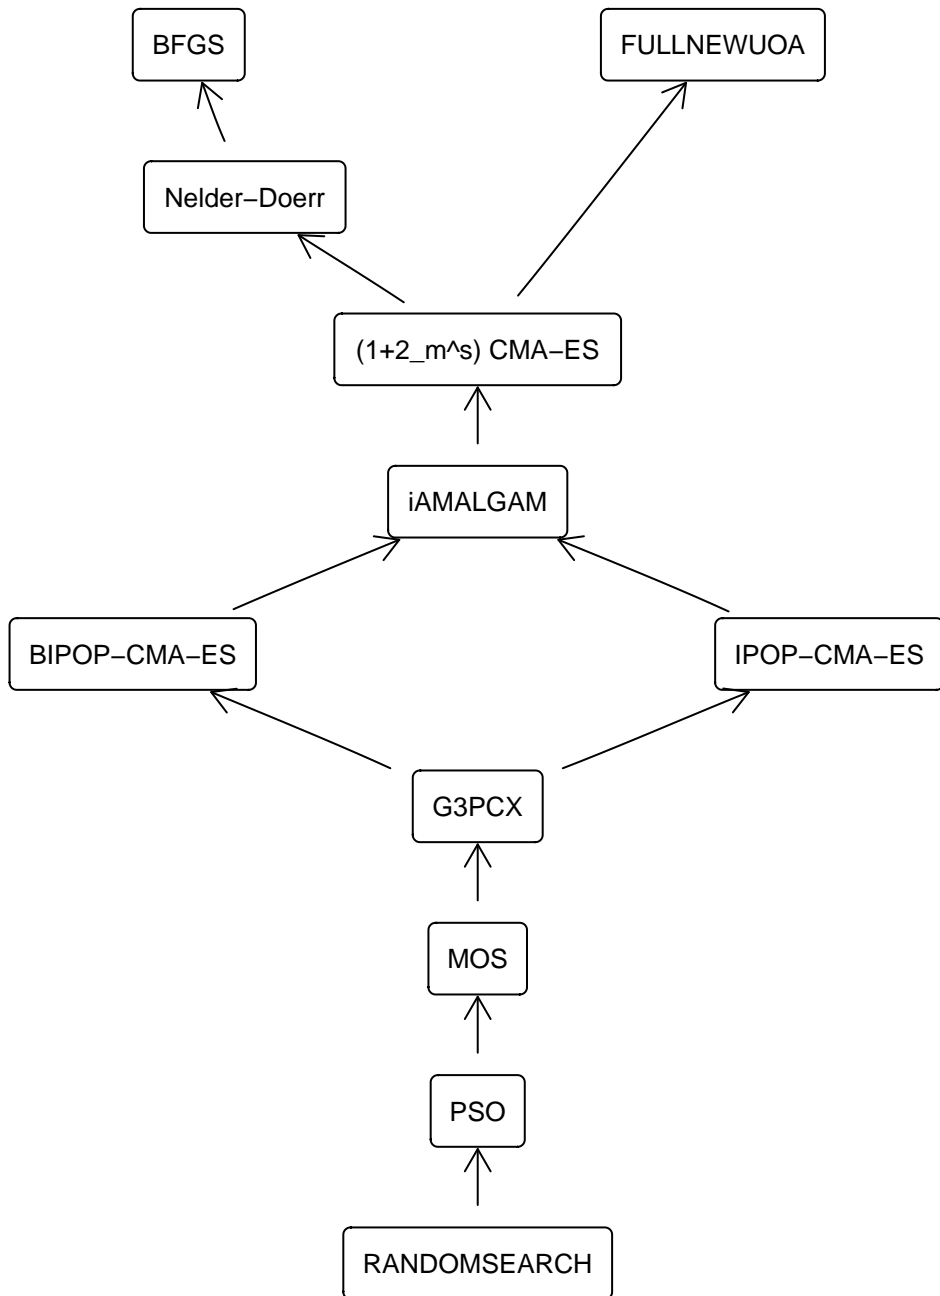 BFGS
FULLNEWUOA
Nelder−Doerr
(1+2_m^s) CMA−ES
iAMALGAM
BIPOP−CMA−ES
IPOP−CMA−ES
G3PCX
MOS
PSO
RANDOMSEARCH